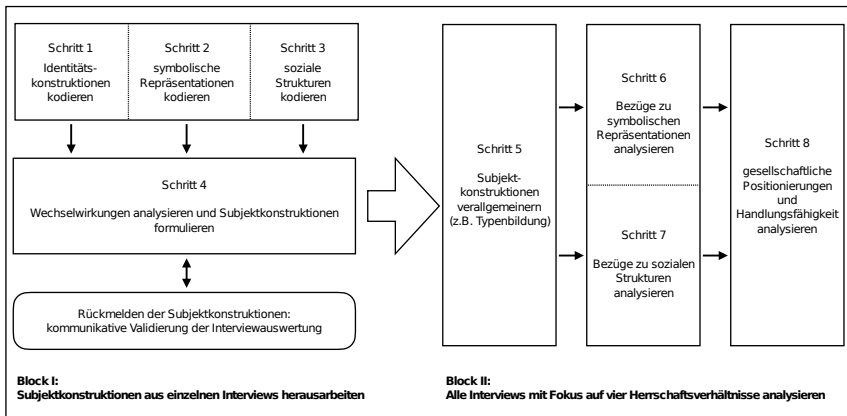 Schritt 1
Identitäts-
konstruktionen
kodieren
Schritt 2
symbolische
Repräsentationen
kodieren
Schritt 3
soziale
Strukturen
kodieren
Schritt 4
Wechselwirkungen analysieren und Subjektkonstruktionen
formulieren
Rückmelden der Subjektkonstruktionen:
kommunikative Validierung der Interviewauswertung
Block I:
Subjektkonstruktionen aus einzelnen Interviews herausarbeiten
Schritt 5
Subjekt-
konstruktionen
verallgemeinern
(z.B. Typenbildung)
Schritt 6
Bezüge zu
symbolischen
Repräsentationen
analysieren
Schritt 7
Bezüge zu sozialen
Strukturen
analysieren
Schritt 8
gesellschaftliche
Positionierungen
und
Handlungsfähigkeit
analysieren
Block II:
Alle Interviews mit Fokus auf vier Herrschaftsverhältnisse analysieren